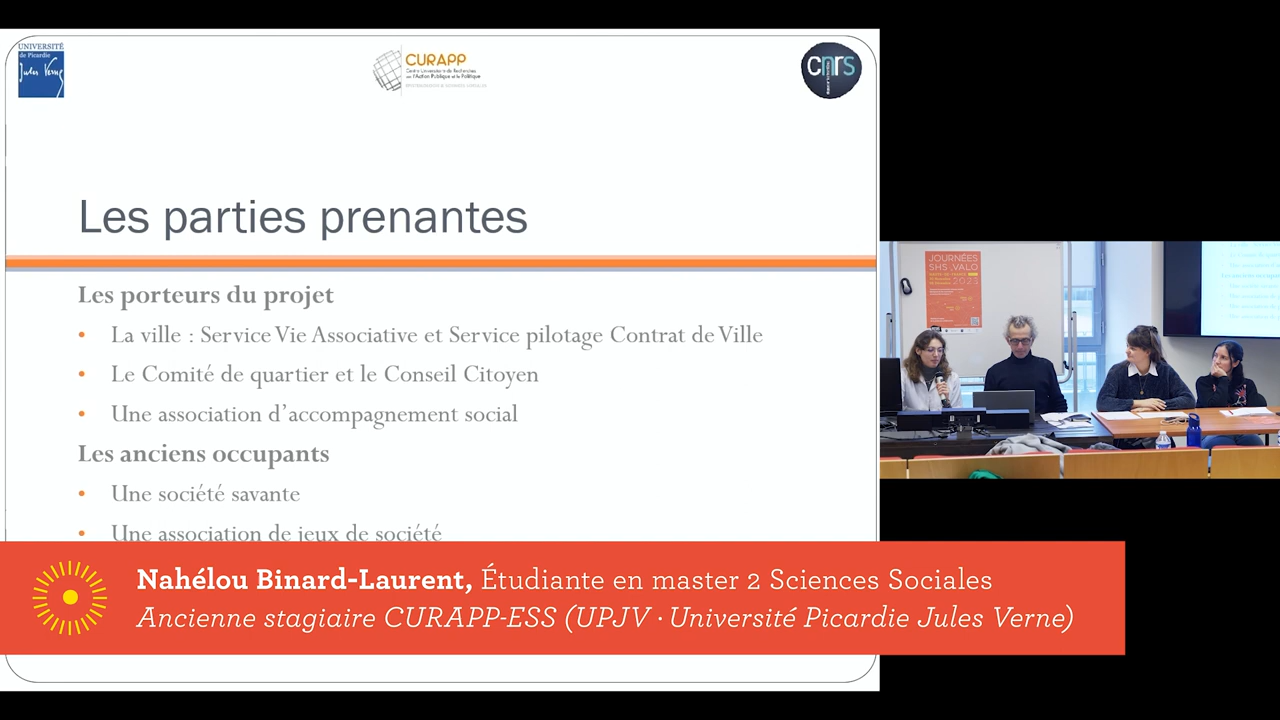 UNIVERSITÉ
de Picardie
Jules Verne
CURAPP
Centre Universitaire de Recherches
sur l'Action Publique et le Politique
cnrs
Les parties prenantes
Les porteurs du projet
• La ville : Service Vie Associative et Service pilotage Contrat de Ville
• Le Comité de quartier et le Conseil Citoyen
• Une association d'accompagnement social
Les anciens occupants
• Une société savante
• Une association de jeux de société
JOURNÉES
SHS_VALO
2023
Nahélou Binard-Laurent, Étudiante en master 2 Sciences Sociales
Ancienne stagiaire CURAPP-ESS (UPJV · Université Picardie Jules Verne)